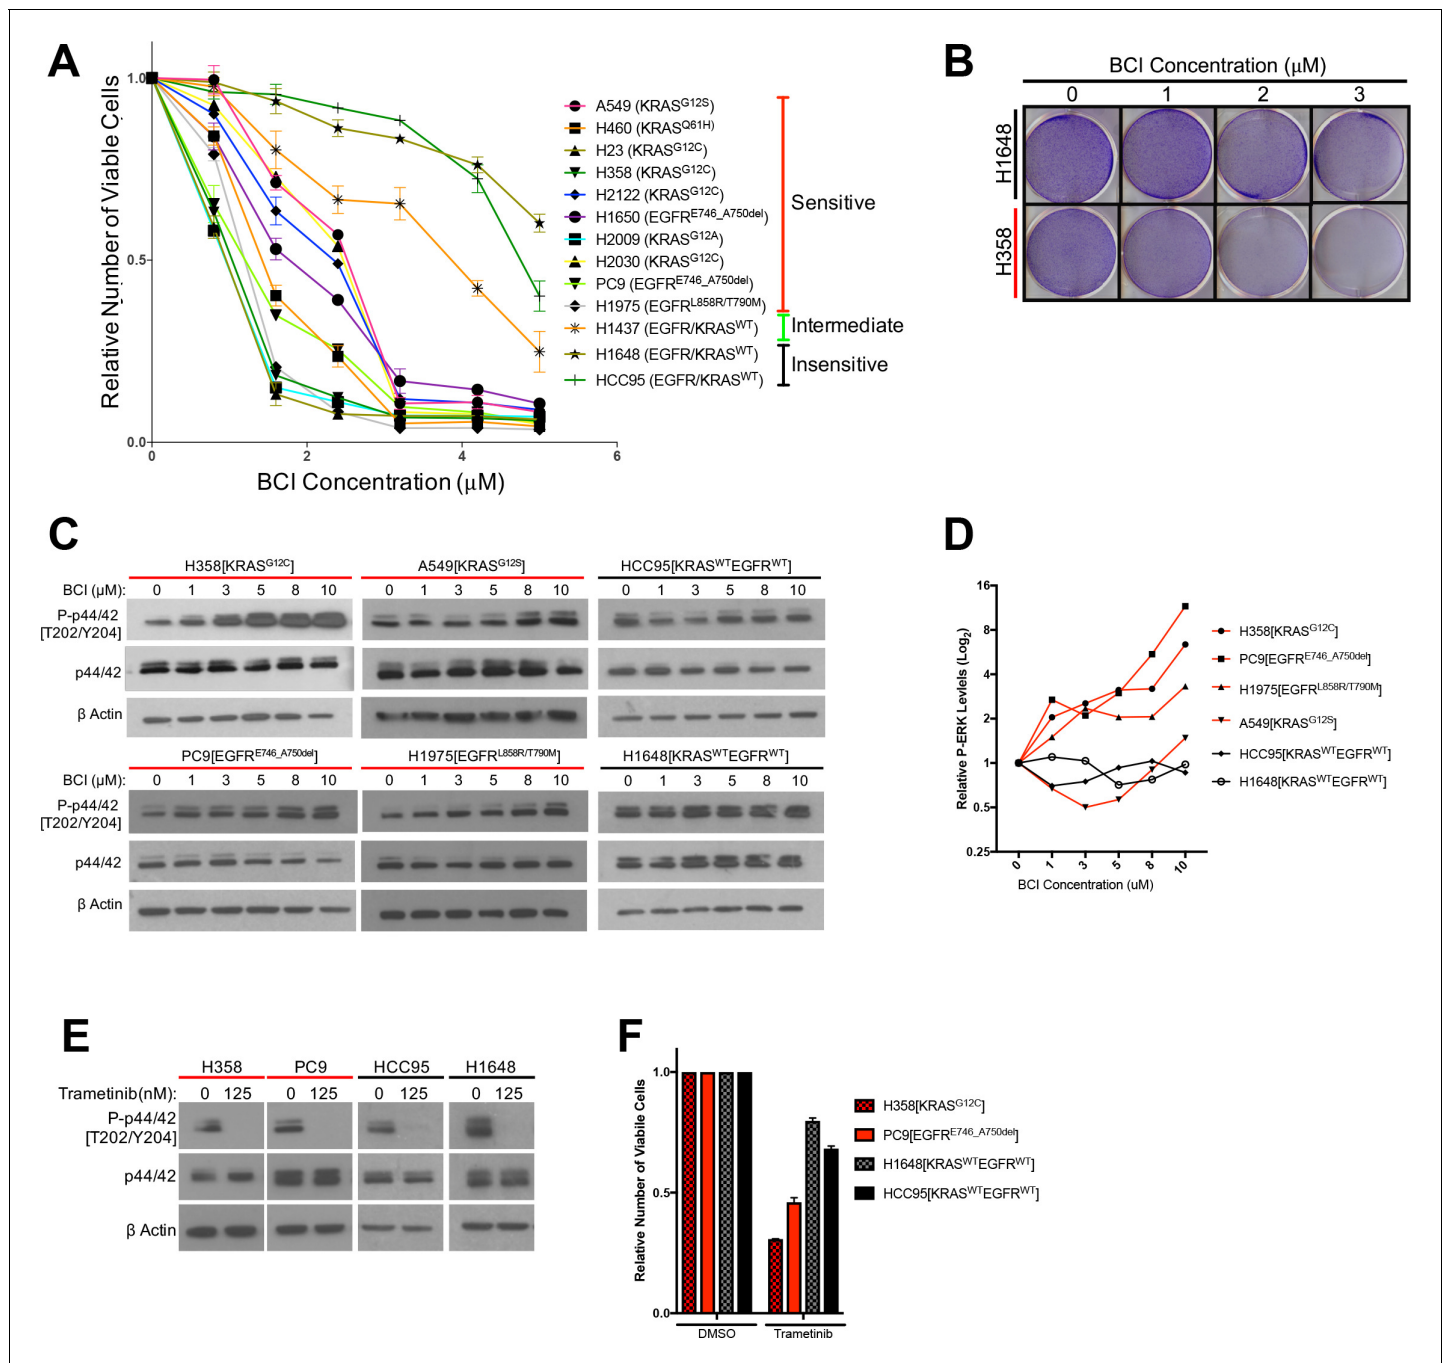 A
Relative Number of Viable Cells
1.0
0.5
0.0
0 2 4 6
BCI Concentration (μM)
A549 (KRASG12S)
H460 (KRASQ61H)
H23 (KRASG12C)
H358 (KRASG12C)
H2122 (KRASG12C)
H1650 (EGFRE746_A750del)
H2009 (KRASG12A)
H2030 (KRASG12C)
PC9 (EGFRE746_A750del)
H1975 (EGFRL858R/T790M)
H1437 (EGFR/KRASWT)
H1648 (EGFR/KRASWT)
HCC95 (EGFR/KRASWT)
Sensitive
Intermediate
Insensitive
B
BCI Concentration (μM)
0 1 2 3
H1648
H358
C
H358[KRASG12C] A549[KRASG12S] HCC95[KRASWTEGFRWT]
BCI (μM): 0 1 3 5 8 10 0 1 3 5 8 10 0 1 3 5 8 10
P-p44/42
[T202/Y204]
p44/42
β Actin
PC9[EGFRE746_A750del] H1975[EGFRL858R/T790M] H1648[KRASWTEGFRWT]
BCI (μM): 0 1 3 5 8 10 0 1 3 5 8 10 0 1 3 5 8 10
P-p44/42
[T202/Y204]
p44/42
β Actin
D
Relative P-ERK Levlels (Log2)
16
8
4
2
1
0.5
0.25
0 1 3 5 8 10
BCI Concentration (uM)
H358[KRASG12C]
PC9[EGFRE746_A750del]
H1975[EGFRL858R/T790M]
A549[KRASG12S]
HCC95[KRASWTEGFRWT]
H1648[KRASWTEGFRWT]
E
H358 PC9 HCC95 H1648
Trametinib(nM): 0 125 0 125 0 125 0 125
P-p44/42
[T202/Y204]
p44/42
β Actin
F
Relative Number of Viabile Cells
1.0
0.5
0.0
DMSO Trametinib
H358[KRASG12C]
PC9[EGFRE746_A750del]
H1648[KRASWTEGFRWT]
HCC95[KRASWTEGFRWT]